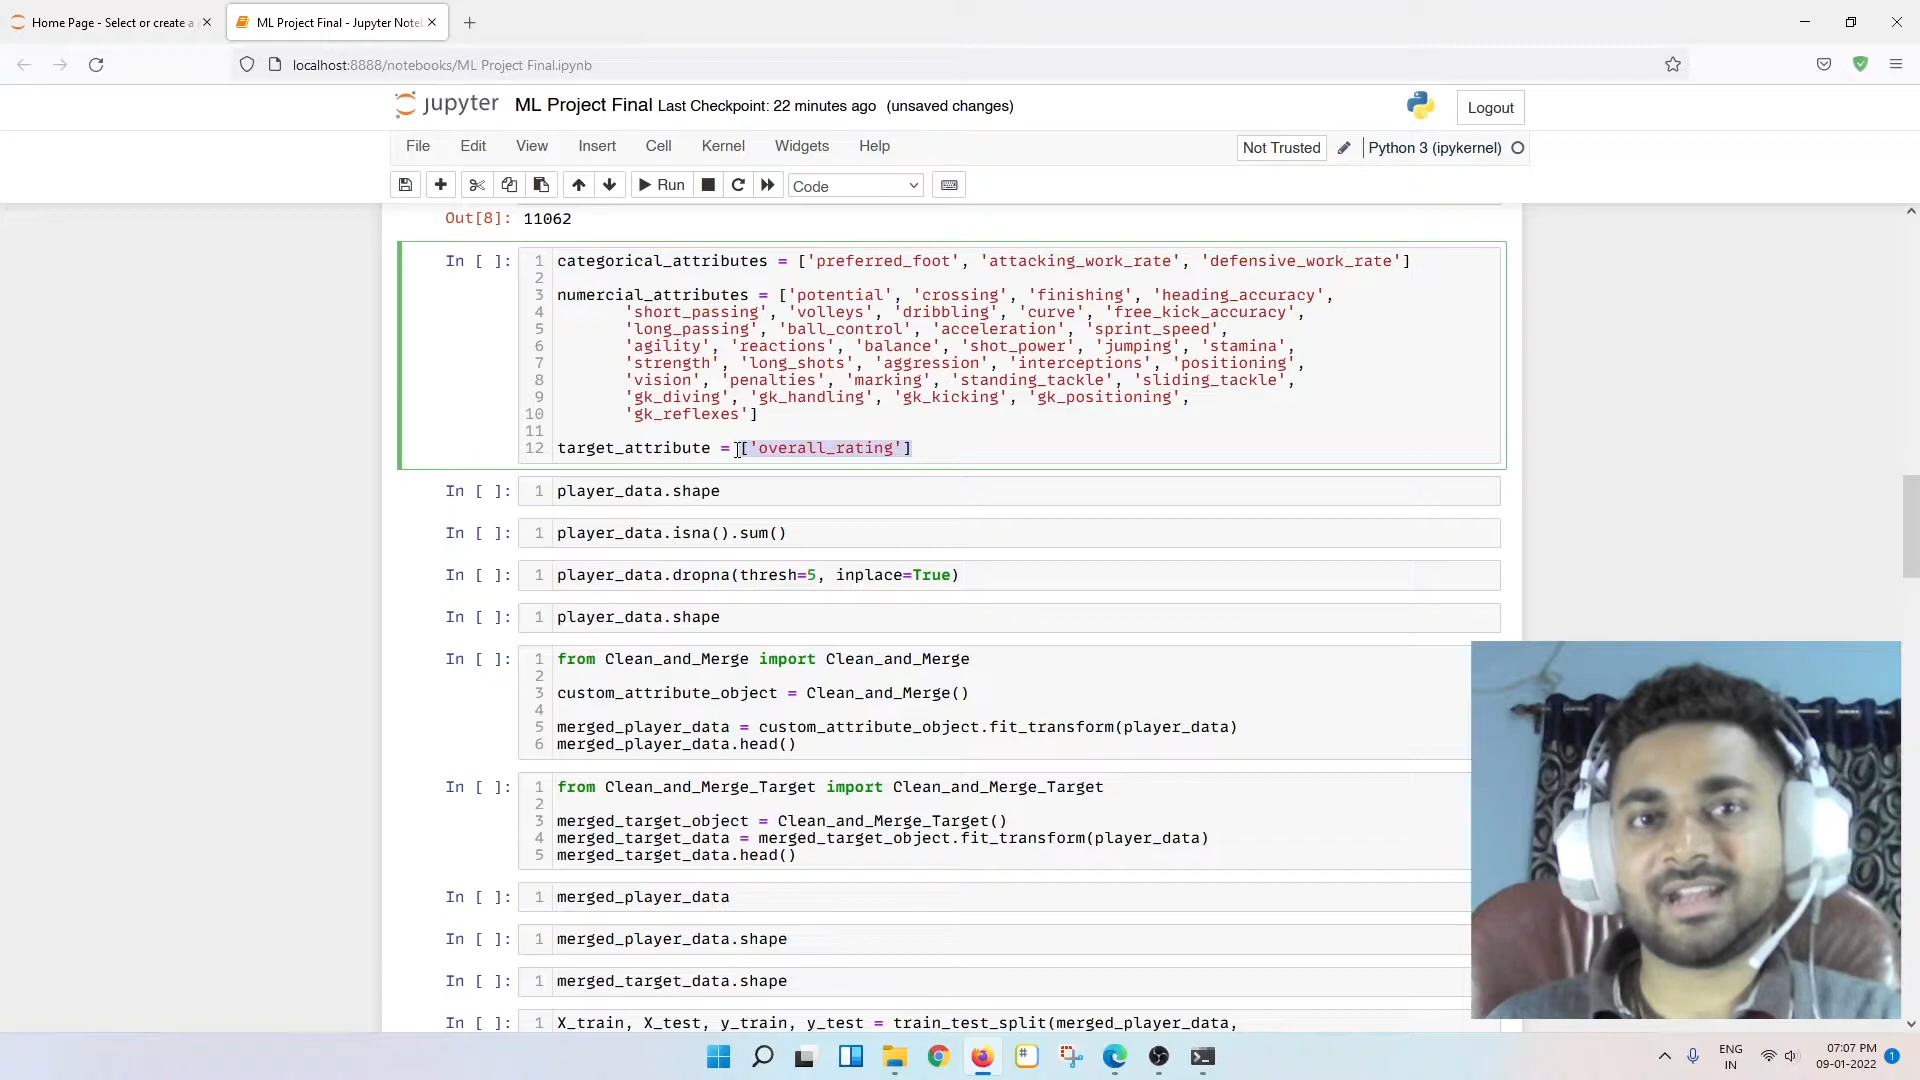 Home Page - Select or create a
ML Project Final - Jupyter Note
localhost:8888/notebooks/ML Project Final.ipynb
jupyter ML Project Final Last Checkpoint: 22 minutes ago (unsaved changes)
Logout
File Edit View Insert Cell Kernel Widgets Help
Not Trusted
Python 3 (ipykernel)
Run
Code
Out[8]: 11062
In [ ]: 1 categorical_attributes = ['preferred_foot', 'attacking_work_rate', 'defensive_work_rate']
2
3 numercial_attributes = ['potential', 'crossing', 'finishing', 'heading_accuracy',
4 'short_passing', 'volleys', 'dribbling', 'curve', 'free_kick_accuracy',
5 'long_passing', 'ball_control', 'acceleration', 'sprint_speed',
6 'agility', 'reactions', 'balance', 'shot_power', 'jumping', 'stamina',
7 'strength', 'long_shots', 'aggression', 'interceptions', 'positioning',
8 'vision', 'penalties', 'marking', 'standing_tackle', 'sliding_tackle',
9 'gk_diving', 'gk_handling', 'gk_kicking', 'gk_positioning',
10 'gk_reflexes']
11
12 target_attribute = ['overall_rating']
In [ ]: 1 player_data.shape
In [ ]: 1 player_data.isna().sum()
In [ ]: 1 player_data.dropna(thresh=5, inplace=True)
In [ ]: 1 player_data.shape
In [ ]: 1 from Clean_and_Merge import Clean_and_Merge
2
3 custom_attribute_object = Clean_and_Merge()
4
5 merged_player_data = custom_attribute_object.fit_transform(player_data)
6 merged_player_data.head()
In [ ]: 1 from Clean_and_Merge_Target import Clean_and_Merge_Target
2
3 merged_target_object = Clean_and_Merge_Target()
4 merged_target_data = merged_target_object.fit_transform(player_data)
5 merged_target_data.head()
In [ ]: 1 merged_player_data
In [ ]: 1 merged_player_data.shape
In [ ]: 1 merged_target_data.shape
In [ ]: 1 X_train, X_test, y_train, y_test = train_test_split(merged_player_data,
ENG
IN
07:07 PM
09-01-2022
1